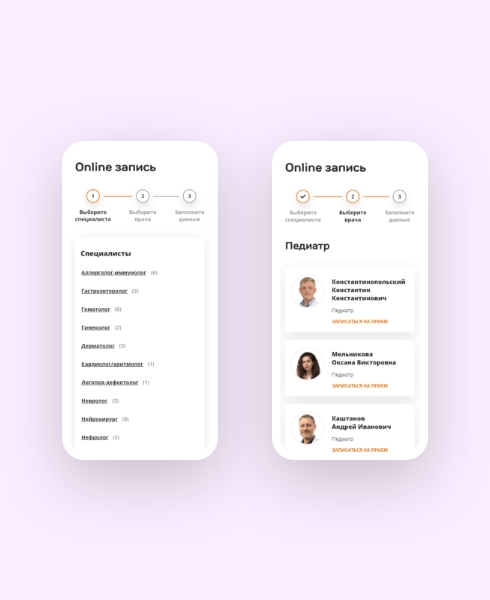 Online запись
1
2
3
Выберите
специалиста
Выберите
врача
Заполните
данные
Специалисты
Аллерголог-иммунолог (6)
Гастроэнтеролог (2)
Гематолог (6)
Гинеколог (2)
Дерматолог (3)
Кардиолог/аритмолог (1)
Логопед-дефектолог (1)
Невролог (2)
Нейрохирург (8)
Нефролог (2)
Online запись
2
3
Выберите
специалиста
Выберите
врача
Заполните
данные
Педиатр
Константинопольский
Константин
Константинович
Педиатр
ЗАПИСАТЬСЯ НА ПРИЕМ
Мельникова
Оксана Викторовна
Педиатр
ЗАПИСАТЬСЯ НА ПРИЕМ
Каштанов
Андрей Иванович
Педиатр
ЗАПИСАТЬСЯ НА ПРИЕМ